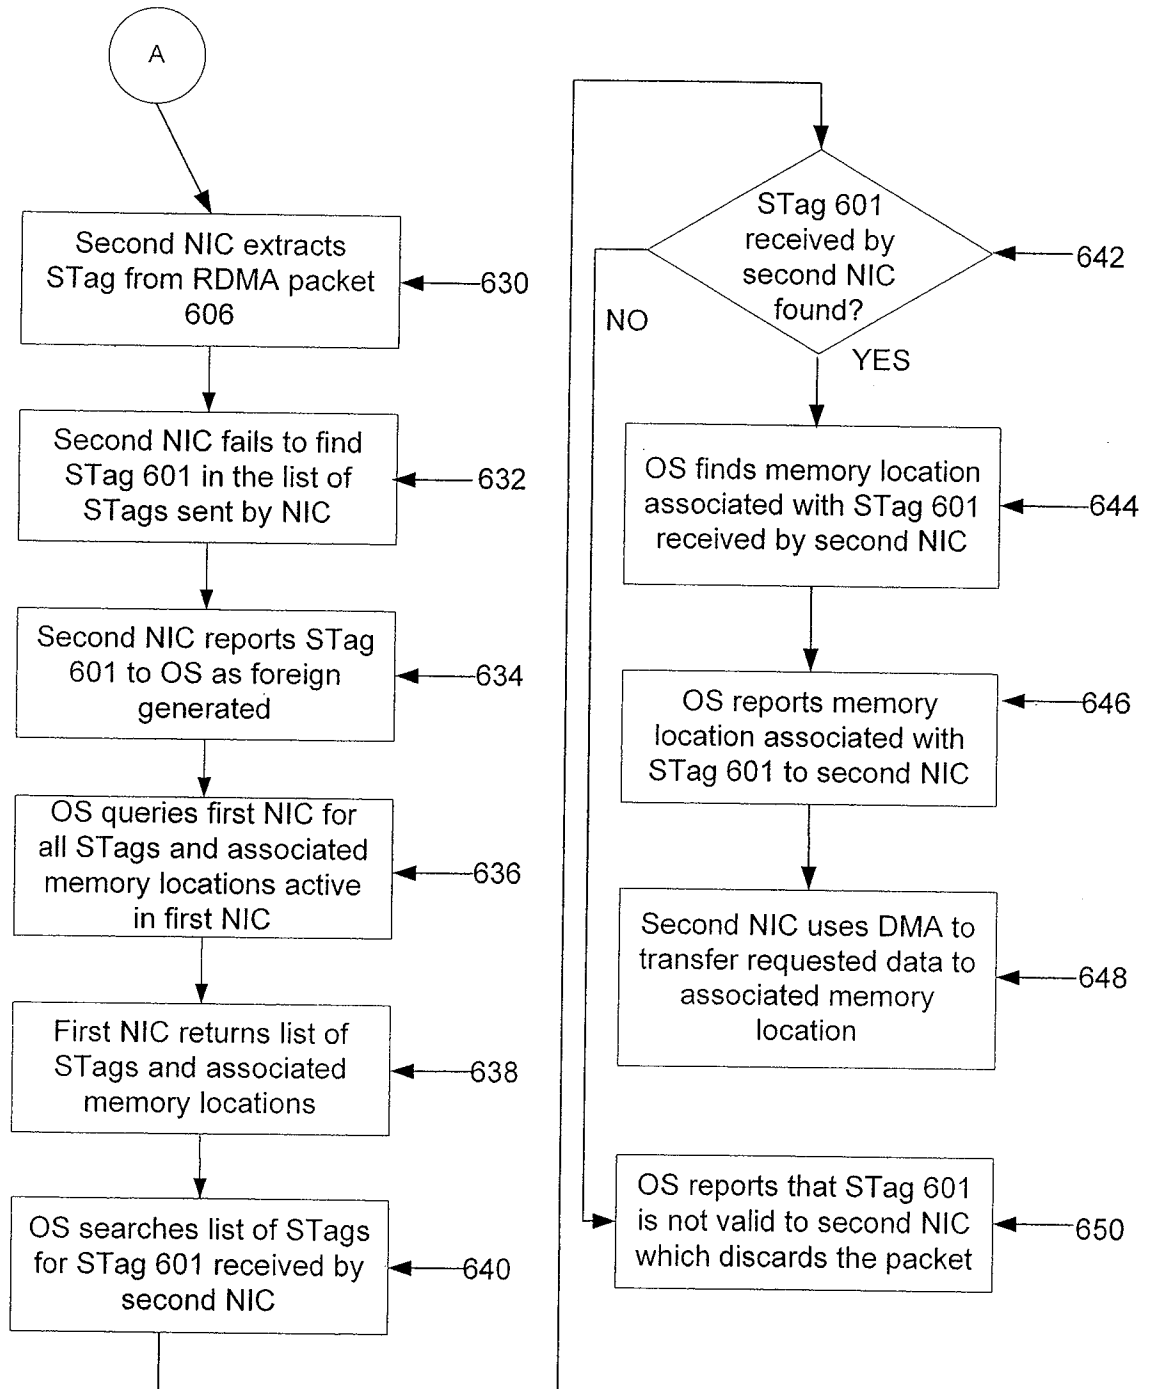 A
Second NIC extracts
STag from RDMA packet
606
630
Second NIC fails to find
STag 601 in the list of
STags sent by NIC
632
Second NIC reports STag
601 to OS as foreign
generated
634
OS queries first NIC for
all STags and associated
memory locations active
in first NIC
636
First NIC returns list of
STags and associated
memory locations
638
OS searches list of STags
for STag 601 received by
second NIC
640
STag 601
received by
second NIC
found?
642
NO
YES
OS finds memory location
associated with STag 601
received by second NIC
644
OS reports memory
location associated with
STag 601 to second NIC
646
Second NIC uses DMA to
transfer requested data to
associated memory
location
648
OS reports that STag 601
is not valid to second NIC
which discards the packet
650